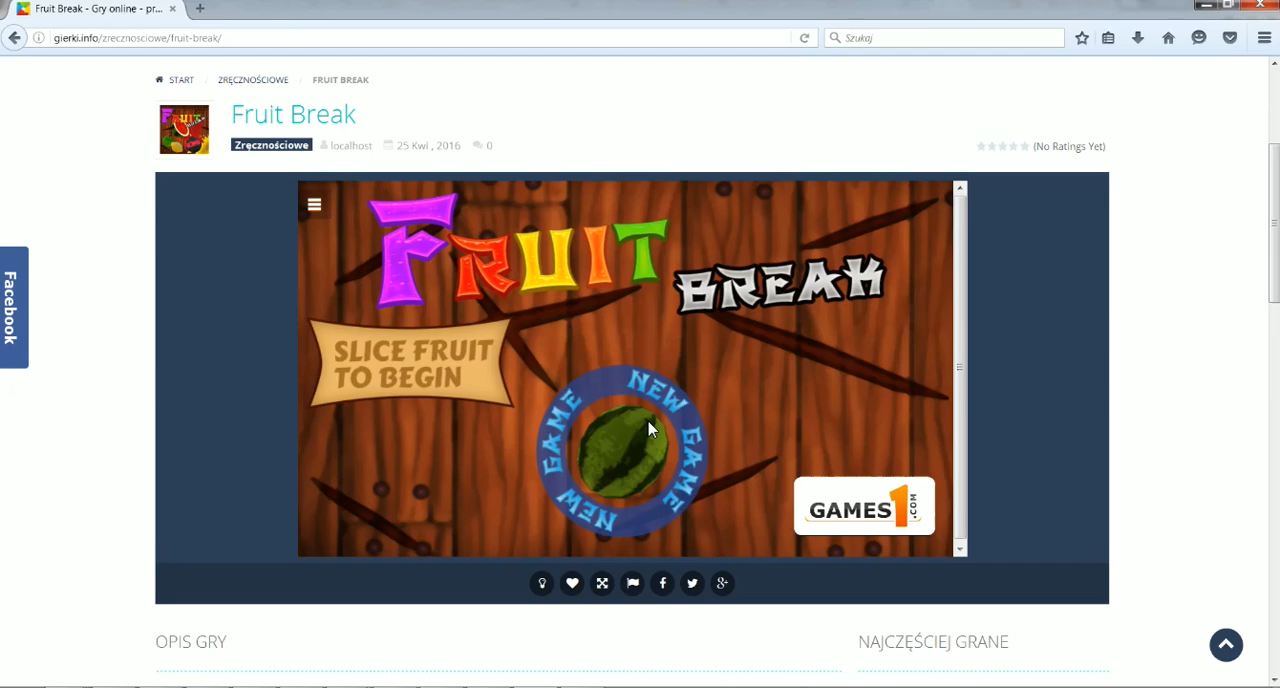 Fruit Break - Gry online - pr...
gierki.info/zrecznosciowe/fruit-break/
Szukaj
START / ZRĘCZNOŚCIOWE / FRUIT BREAK
Fruit Break
Zręcznościowe localhost 25 Kwi , 2016 0
(No Ratings Yet)
Facebook
FRUIT
BREAK
SLICE FRUIT
TO BEGIN
NEW GAME
NEW GAME
GAMES1.COM
OPIS GRY
NAJCZĘŚCIEJ GRANE